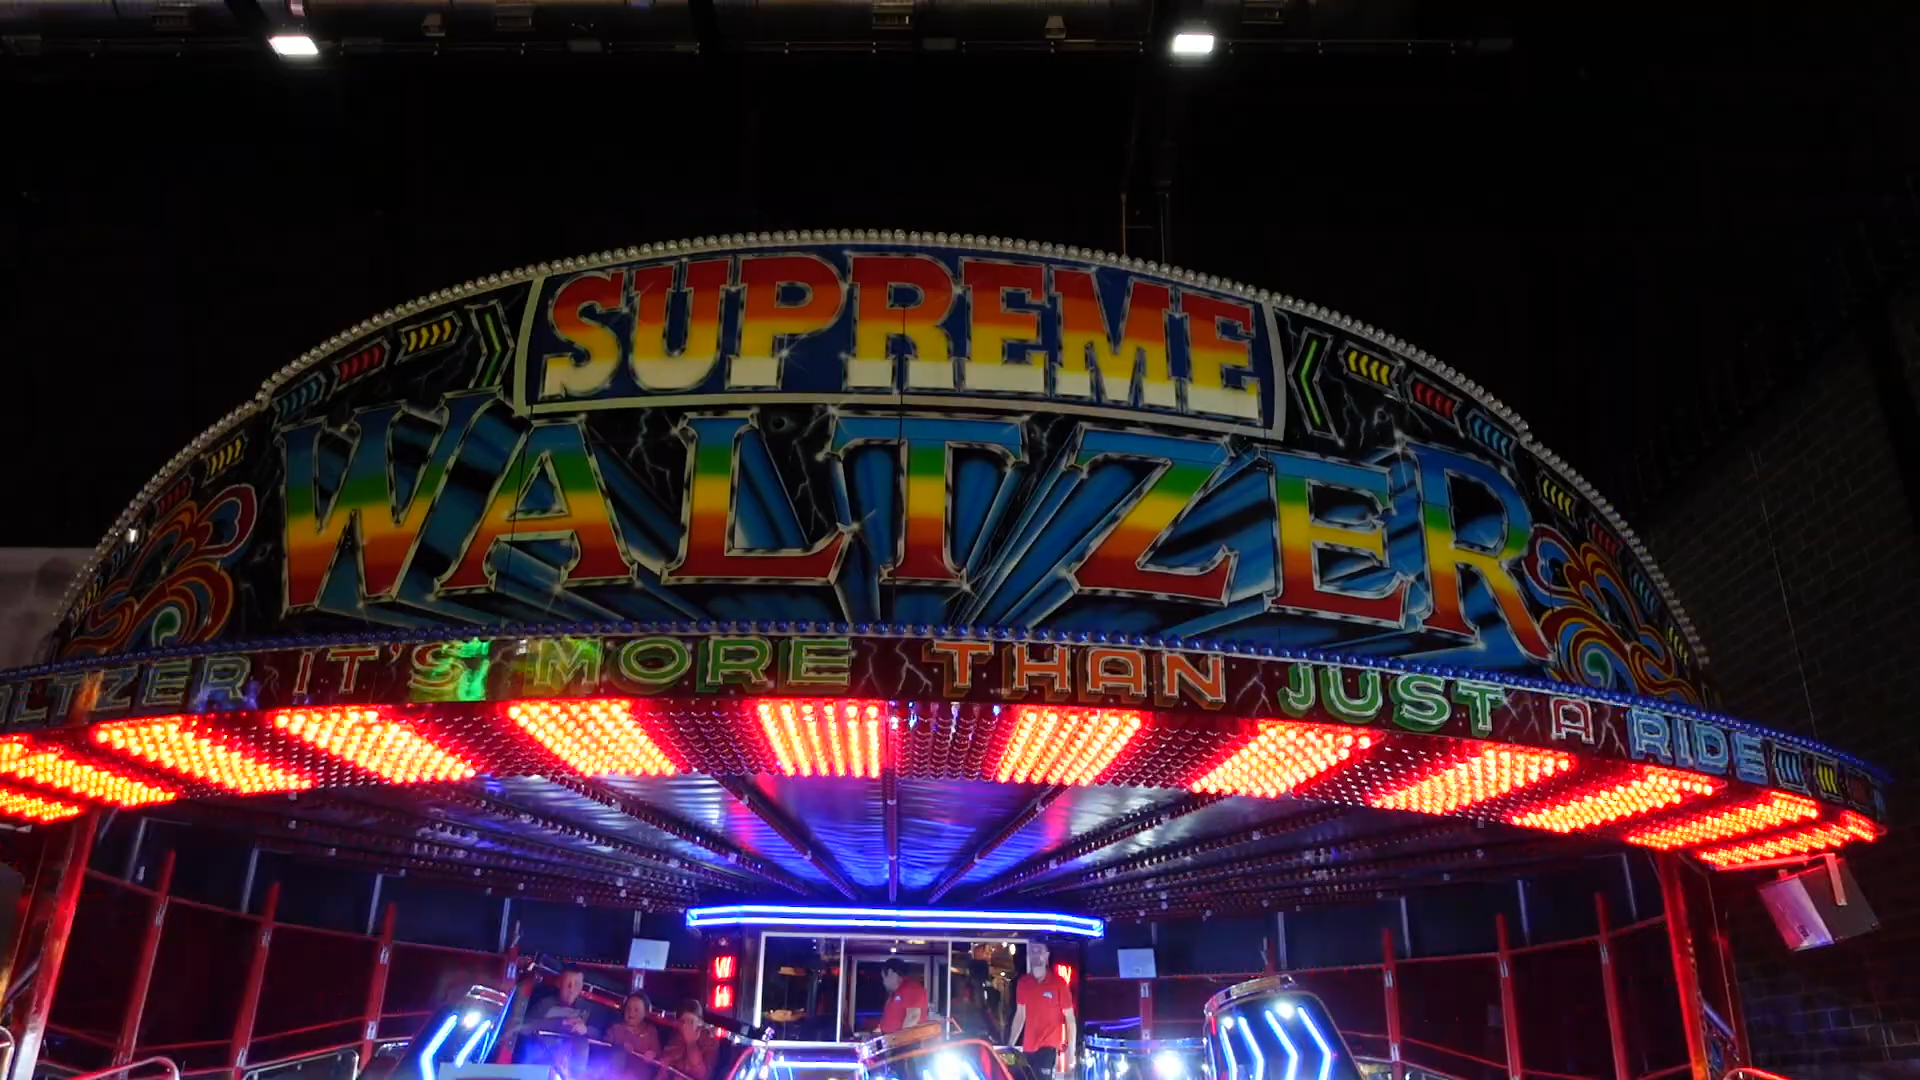 SUPREME
WALTZER
LTZER IT'S MORE THAN JUST A RIDE